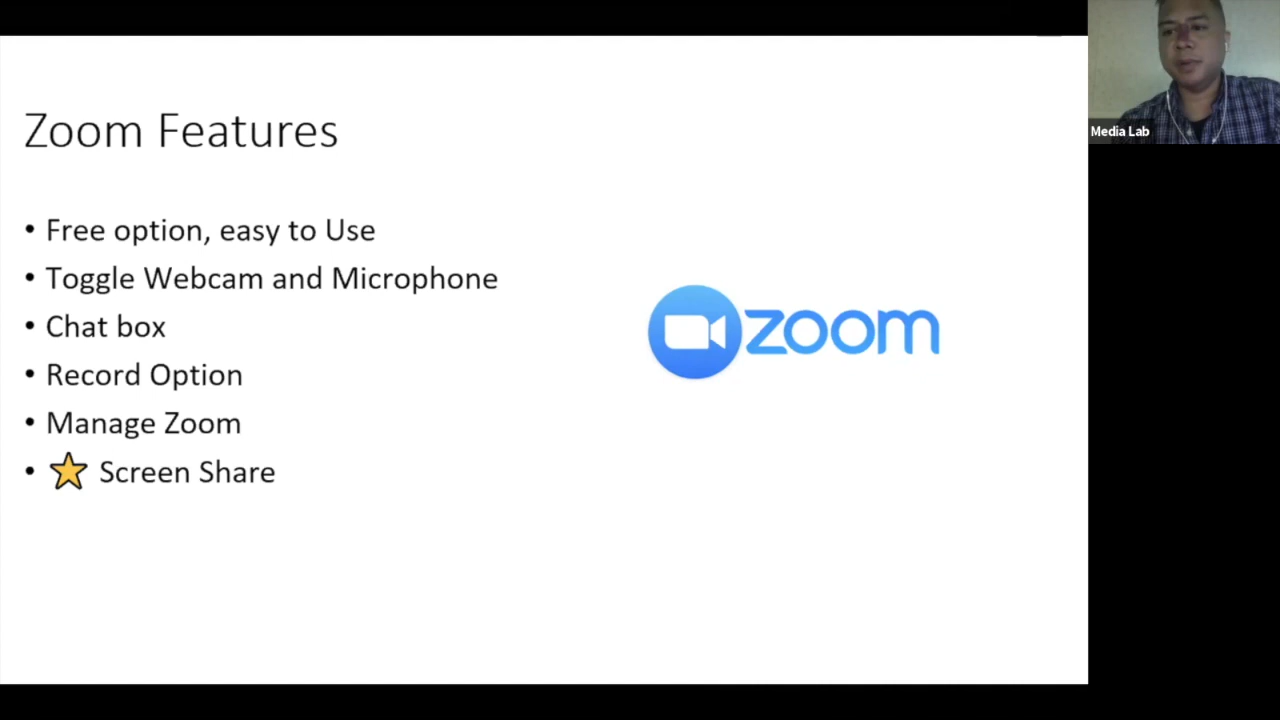 Zoom Features
• Free option, easy to Use
• Toggle Webcam and Microphone
• Chat box
• Record Option
• Manage Zoom
• ⭐ Screen Share
zoom
Media Lab